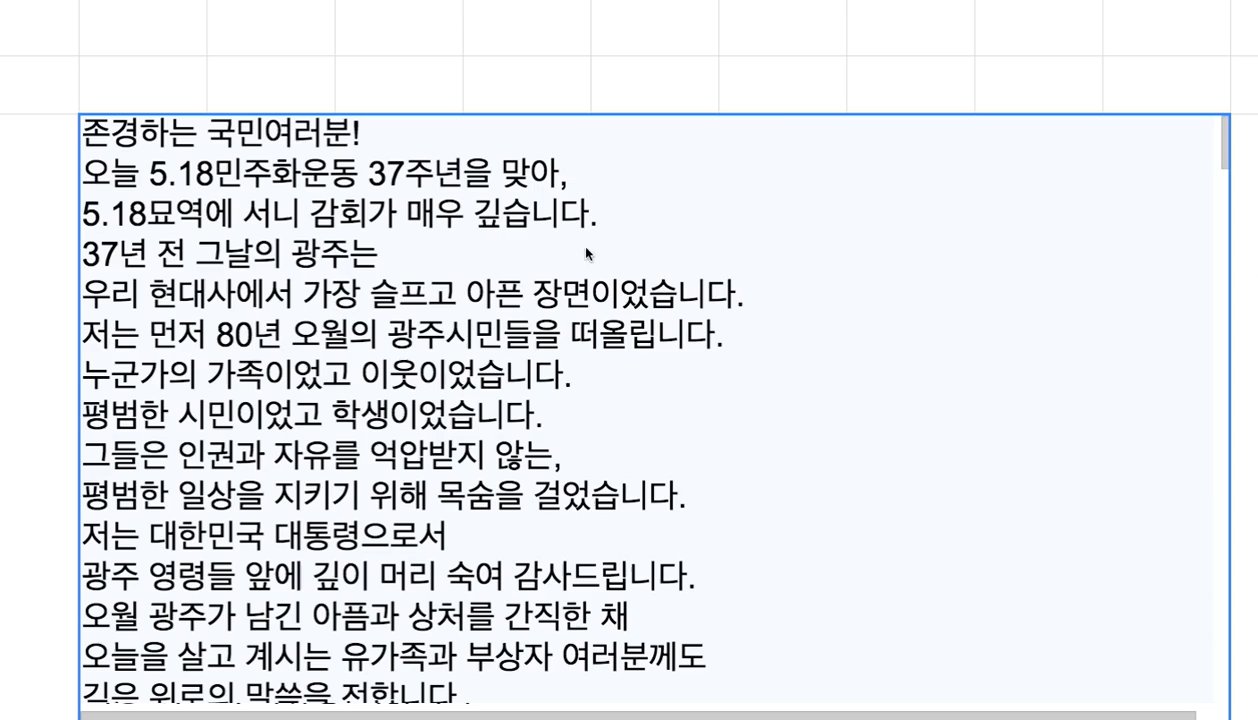 존경하는 국민여러분!
오늘 5.18민주화운동 37주년을 맞아,
5.18묘역에 서니 감회가 매우 깊습니다.
37년 전 그날의 광주는
우리 현대사에서 가장 슬프고 아픈 장면이었습니다.
저는 먼저 80년 오월의 광주시민들을 떠올립니다.
누군가의 가족이었고 이웃이었습니다.
평범한 시민이었고 학생이었습니다.
그들은 인권과 자유를 억압받지 않는,
평범한 일상을 지키기 위해 목숨을 걸었습니다.
저는 대한민국 대통령으로서
광주 영령들 앞에 깊이 머리 숙여 감사드립니다.
오월 광주가 남긴 아픔과 상처를 간직한 채
오늘을 살고 계시는 유가족과 부상자 여러분께도
깊은 위로의 말씀을 전합니다.